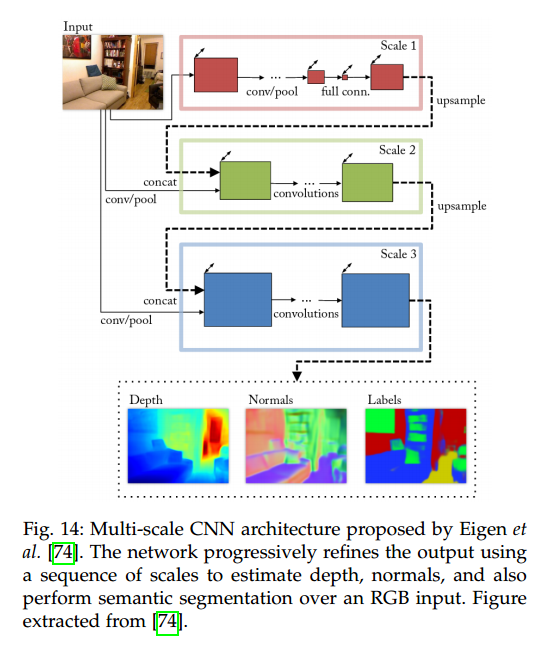 Input
Scale 1
conv/pool
...
full conn.
upsample
Scale 2
concat
conv/pool
...
convolutions
upsample
Scale 3
concat
conv/pool
...
convolutions
Depth
Normals
Labels
Fig. 14: Multi-scale CNN architecture proposed by Eigen et
al. [74]. The network progressively refines the output using
a sequence of scales to estimate depth, normals, and also
perform semantic segmentation over an RGB input. Figure
extracted from [74].